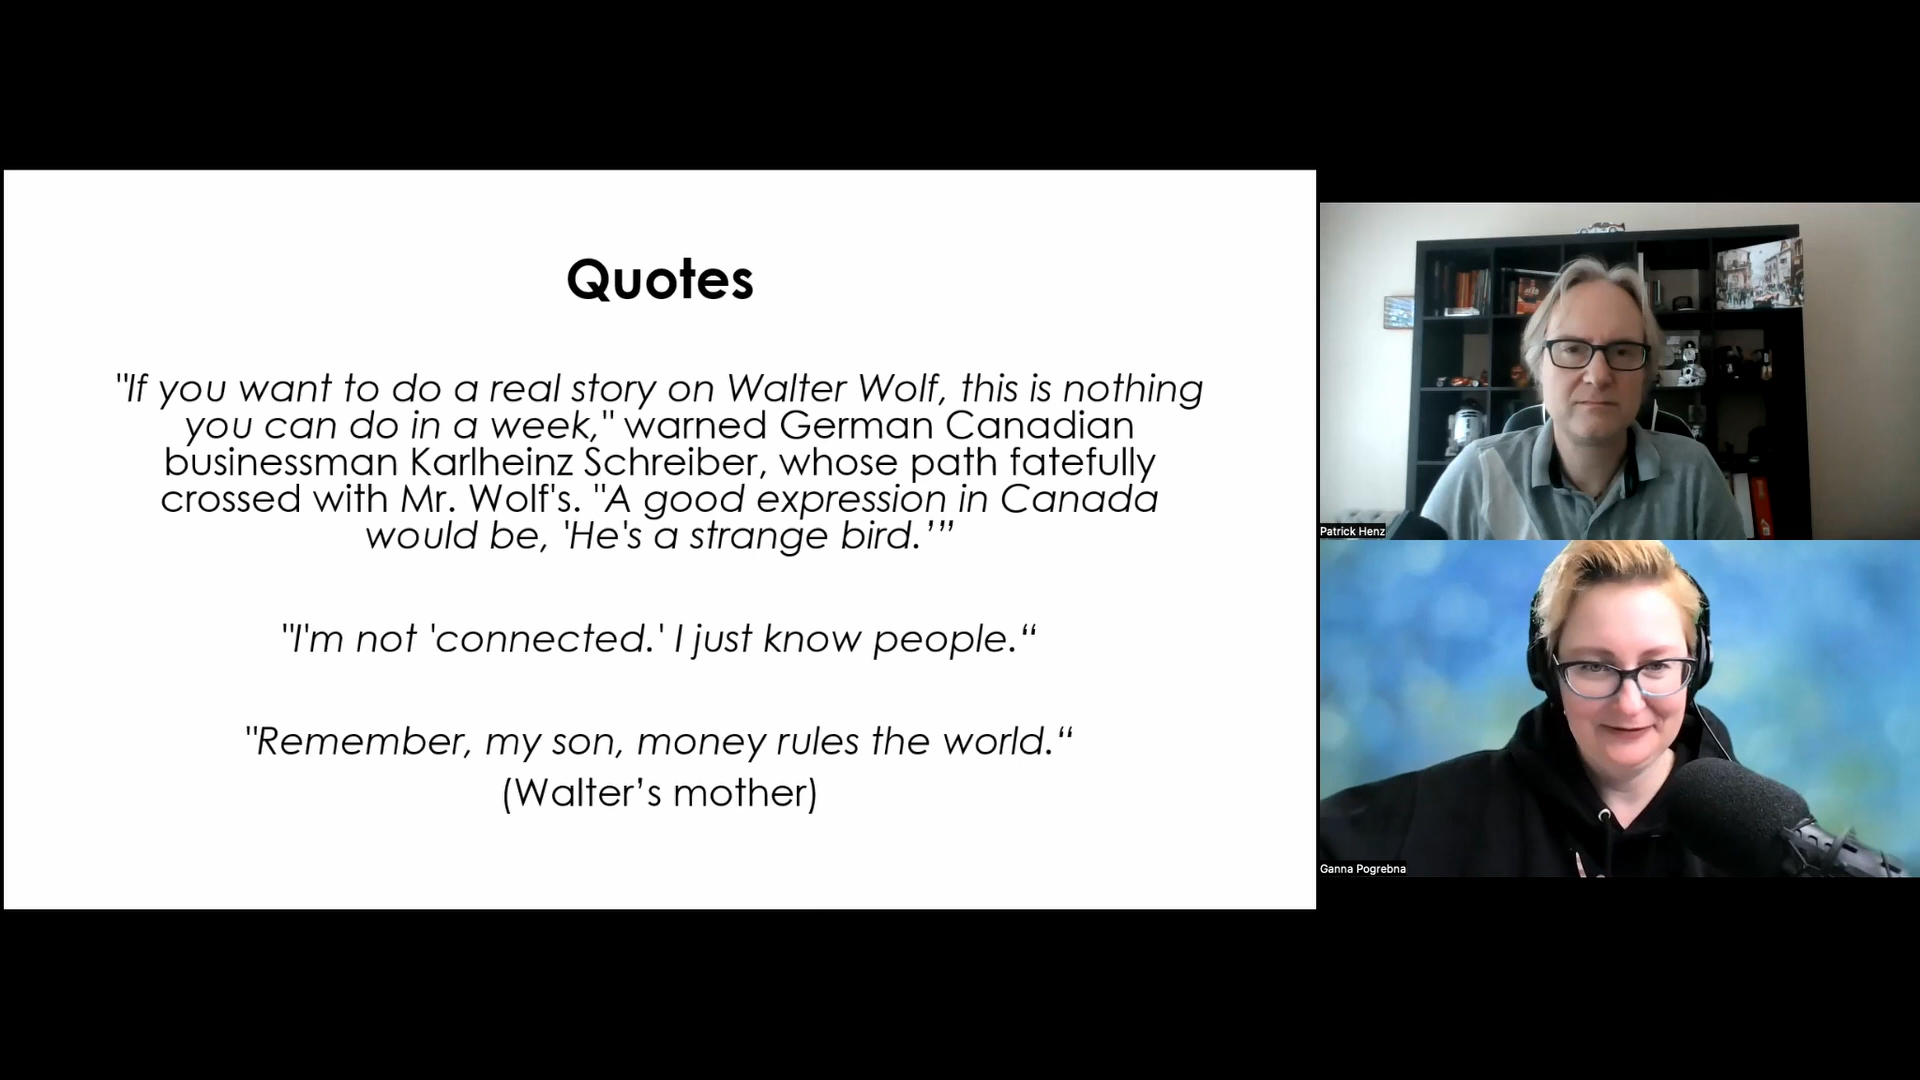 Quotes
"If you want to do a real story on Walter Wolf, this is nothing
you can do in a week," warned German Canadian
businessman Karlheinz Schreiber, whose path fatefully
crossed with Mr. Wolf's. "A good expression in Canada
would be, 'He's a strange bird.’”
"I'm not 'connected.' I just know people.“
"Remember, my son, money rules the world.“
(Walter’s mother)
Patrick Henz
Ganna Pogrebna